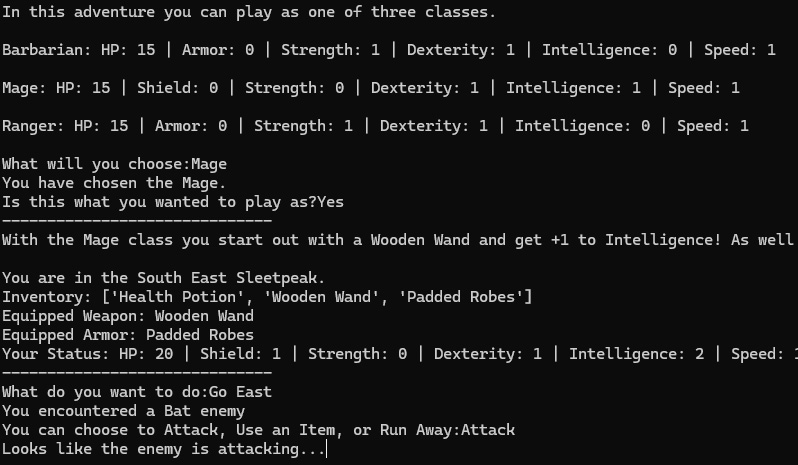 In this adventure you can play as one of three classes.
Barbarian: HP: 15 | Armor: 0 | Strength: 1 | Dexterity: 1 | Intelligence: 0 | Speed: 1
Mage: HP: 15 | Shield: 0 | Strength: 0 | Dexterity: 1 | Intelligence: 1 | Speed: 1
Ranger: HP: 15 | Armor: 0 | Strength: 1 | Dexterity: 1 | Intelligence: 0 | Speed: 1
What will you choose:Mage
You have chosen the Mage.
Is this what you wanted to play as?Yes
------------------------------
With the Mage class you start out with a Wooden Wand and get +1 to Intelligence! As well
You are in the South East Sleetpeak.
Inventory: ['Health Potion', 'Wooden Wand', 'Padded Robes']
Equipped Weapon: Wooden Wand
Equipped Armor: Padded Robes
Your Status: HP: 20 | Shield: 1 | Strength: 0 | Dexterity: 1 | Intelligence: 2 | Speed: 1
------------------------------
What do you want to do:Go East
You encountered a Bat enemy
You can choose to Attack, Use an Item, or Run Away:Attack
Looks like the enemy is attacking...